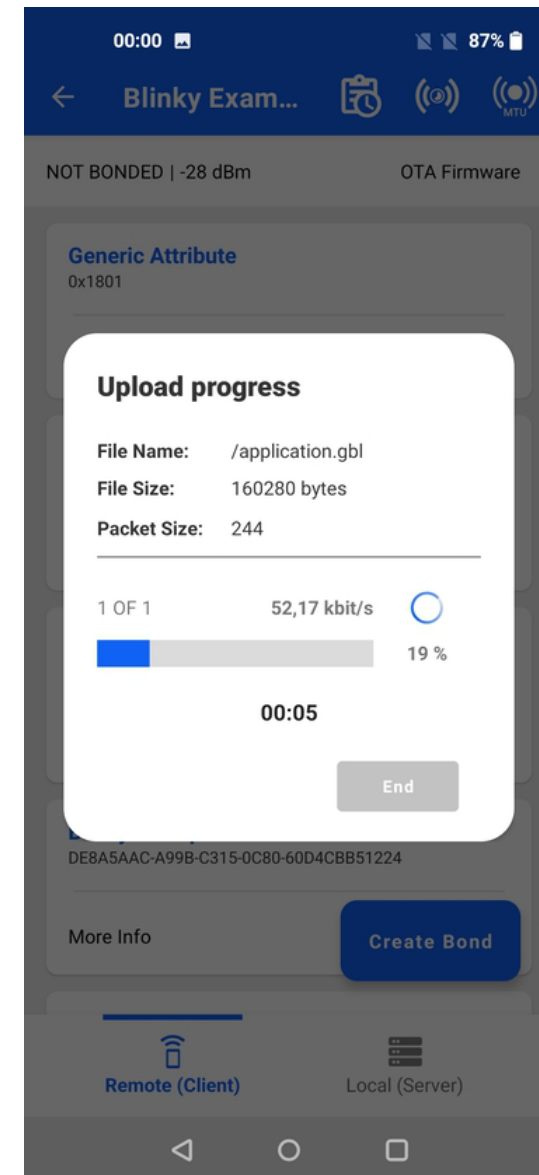 00:00 87%
Blinky Exam... MTU
NOT BONDED | -28 dBm OTA Firmware
Generic Attribute
0x1801
Upload progress
File Name: /application.gbl
File Size: 160280 bytes
Packet Size: 244
1 OF 1 52,17 kbit/s
19 %
00:05
End
DE8A5AAC-A99B-C315-0C80-60D4CBB51224
More Info Create Bond
Remote (Client) Local (Server)